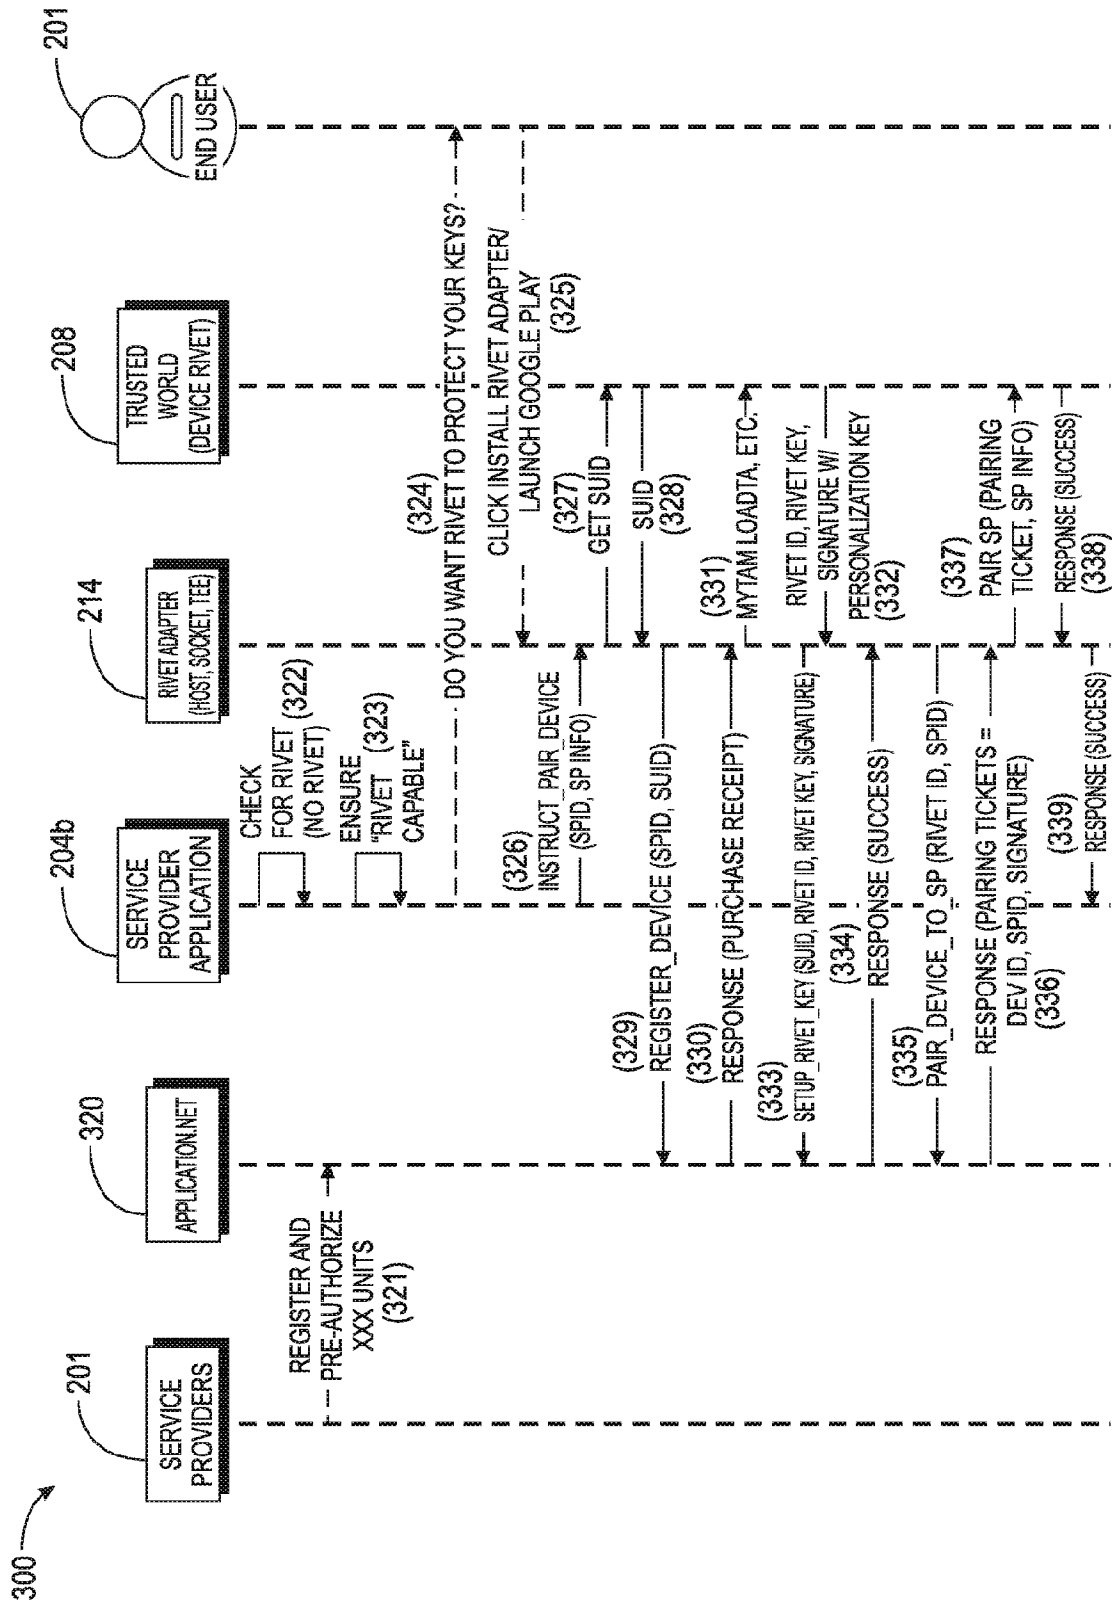 300
201
SERVICE
PROVIDERS
320
APPLICATION.NET
204b
SERVICE
PROVIDER
APPLICATION
214
RIVET ADAPTER
(HOST, SOCKET, TEE)
208
TRUSTED
WORLD
(DEVICE RIVET)
201
END USER
REGISTER AND
PRE-AUTHORIZE
XXX UNITS
(321)
CHECK
FOR RIVET (322)
(NO RIVET)
ENSURE
"RIVET (323)
CAPABLE"
(324)
DO YOU WANT RIVET TO PROTECT YOUR KEYS?
CLICK INSTALL RIVET ADAPTER/
LAUNCH GOOGLE PLAY
(325)
(326)
INSTRUCT_PAIR_DEVICE
(SPID, SP INFO)
(327)
GET SUID
SUID
(328)
(329)
REGISTER_DEVICE (SPID, SUID)
(330)
RESPONSE (PURCHASE RECEIPT)
(331)
MYTAM LOADTA, ETC.
RIVET ID, RIVET KEY,
SIGNATURE W/
PERSONALIZATION KEY
(332)
(333)
SETUP_RIVET_KEY (SUID, RIVET ID, RIVET KEY, SIGNATURE)
(334)
RESPONSE (SUCCESS)
(335)
PAIR_DEVICE_TO_SP (RIVET ID, SPID)
RESPONSE (PAIRING TICKETS =
DEV ID, SPID, SIGNATURE)
(336)
(337)
PAIR SP (PAIRING
TICKET, SP INFO)
RESPONSE (SUCCESS)
(338)
(339)
RESPONSE (SUCCESS)